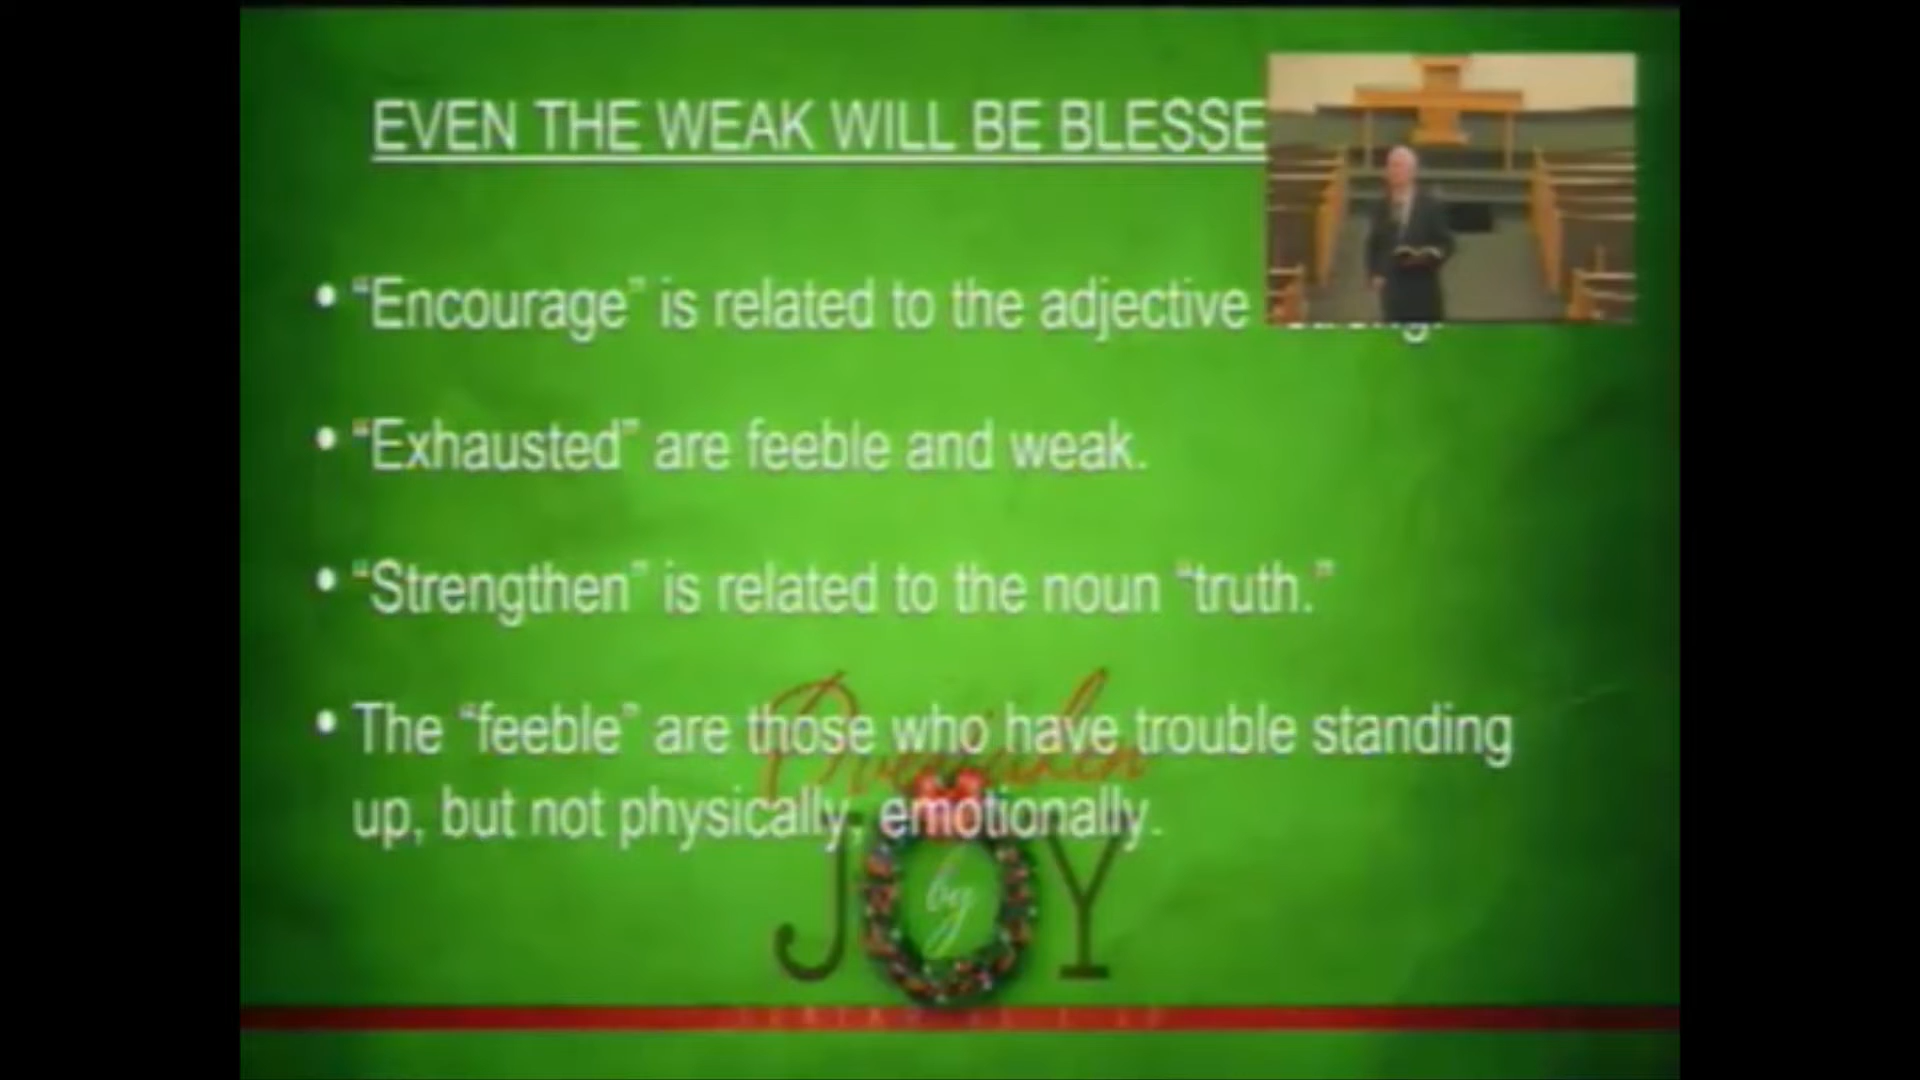 EVEN THE WEAK WILL BE BLESSE
• “Encourage” is related to the adjective
• “Exhausted” are feeble and weak.
• “Strengthen” is related to the noun “truth.”
• The “feeble” are those who have trouble standing
up, but not physically, emotionally.
by
JOY